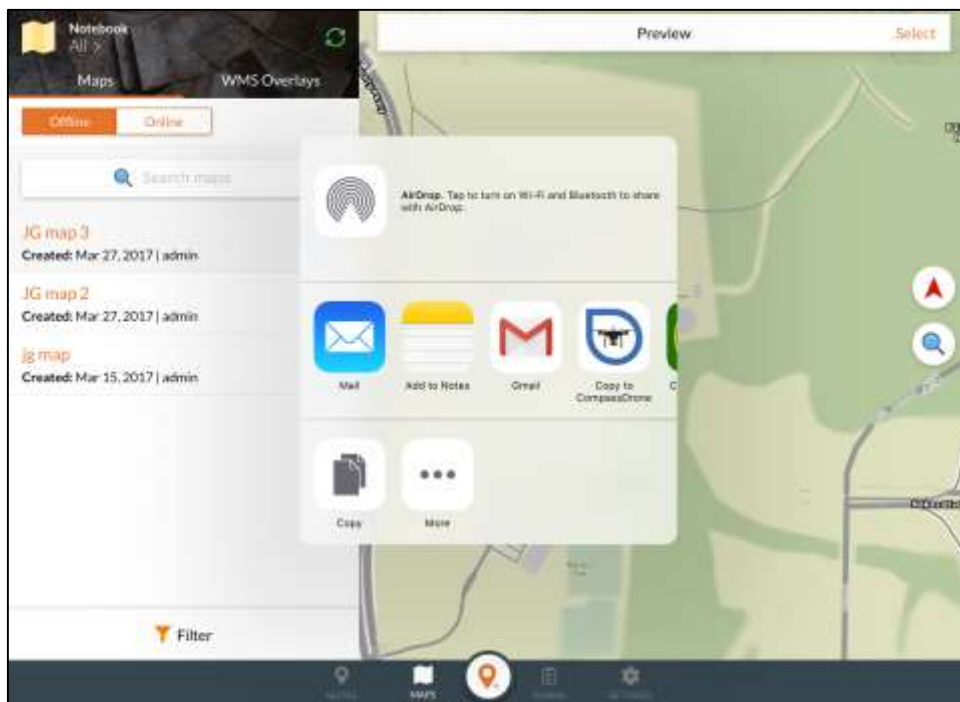 Notebook
All >
Preview
Select
Maps
WMS Overlays
Offline
Online
Search maps
AirDrop. Tap to turn on Wi-Fi and Bluetooth to share
with AirDrop.
JG map 3
Created: Mar 27, 2017 | admin
JG map 2
Created: Mar 27, 2017 | admin
jg map
Created: Mar 15, 2017 | admin
Mail
Add to Notes
Gmail
Copy to
CompassDrone
C
Copy
More
Filter
NOTES
MAPS
SETTINGS